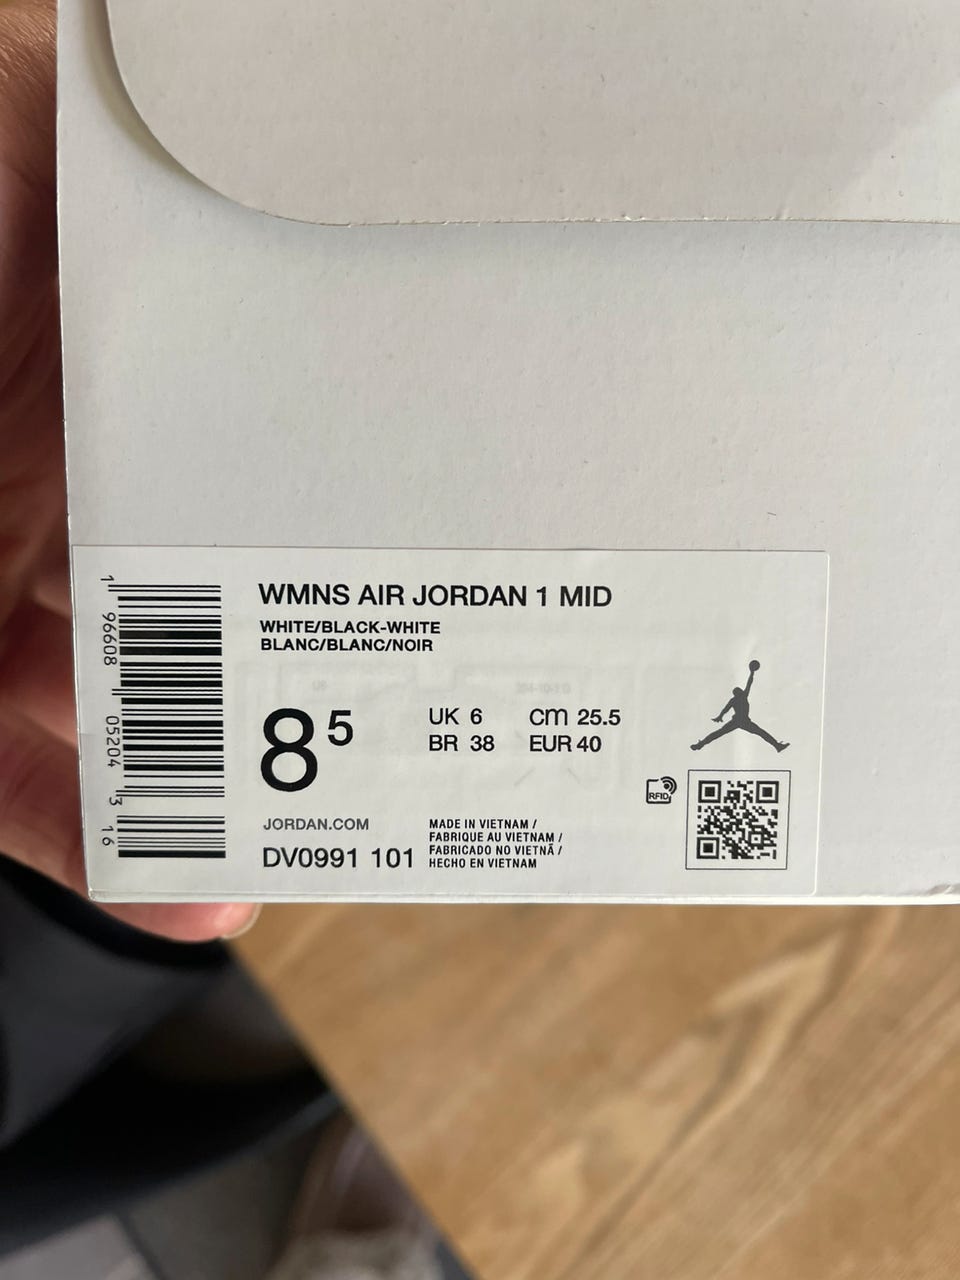 WMNS AIR JORDAN 1 MID
WHITE/BLACK-WHITE
BLANC/BLANC/NOIR
8 5
UK 6 cm 25.5
BR 38 EUR 40
RFID
JORDAN.COM
DV0991 101
MADE IN VIETNAM /
FABRIQUE AU VIETNAM /
FABRICADO NO VIETNÃ /
HECHO EN VIETNAM
1 96608 05204 3 16